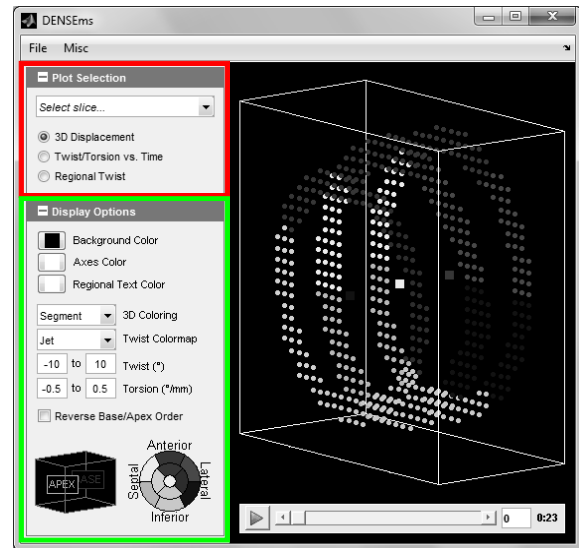 DENSEms
File Misc
Plot Selection
Select slice...
3D Displacement
Twist/Torsion vs. Time
Regional Twist
Display Options
Background Color
Axes Color
Regional Text Color
Segment 3D Coloring
Jet Twist Colormap
-10 to 10 Twist (°)
-0.5 to 0.5 Torsion (°/mm)
Reverse Base/Apex Order
Anterior
APEX BASE Septal Lateral
Inferior
0 0:23